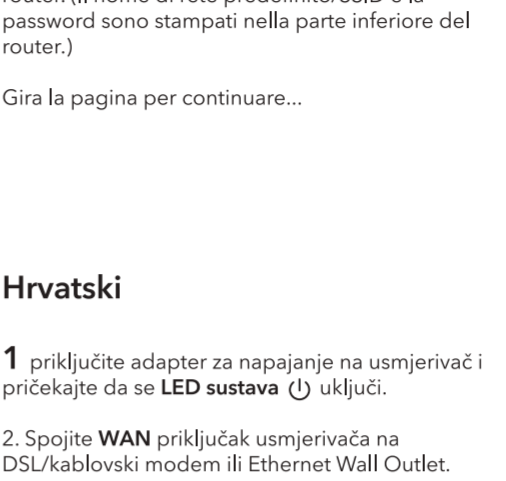 password sono stampati nella parte inferiore del
router.)
Gira la pagina per continuare...
Hrvatski
1 priključite adapter za napajanje na usmjerivač i
pričekajte da se LED sustava uključi.
2. Spojite WAN priključak usmjerivača na
DSL/kablovski modem ili Ethernet Wall Outlet.